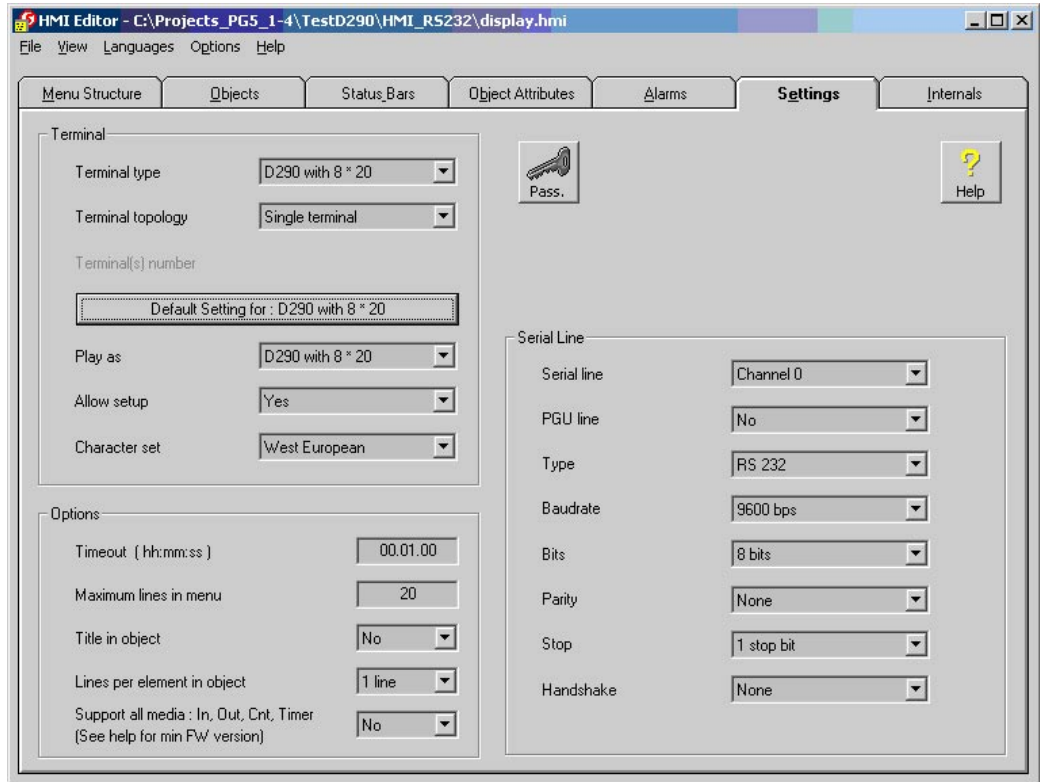 HMI Editor - C:\Projects_PG5_1-4\TestD290\HMI_RS232\display.hmi
File View Languages Options Help
Menu Structure Objects Status Bars Object Attributes Alarms Settings Internals
Terminal
Terminal type D290 with 8 * 20
Terminal topology Single terminal
Terminal(s) number
Default Setting for : D290 with 8 * 20
Play as D290 with 8 * 20
Allow setup Yes
Character set West European
Pass.
Help
Options
Timeout ( hh:mm:ss ) 00.01.00
Maximum lines in menu 20
Title in object No
Lines per element in object 1 line
Support all media : In, Out, Cnt, Timer
(See help for min FW version) No
Serial Line
Serial line Channel 0
PGU line No
Type RS 232
Baudrate 9600 bps
Bits 8 bits
Parity None
Stop 1 stop bit
Handshake None